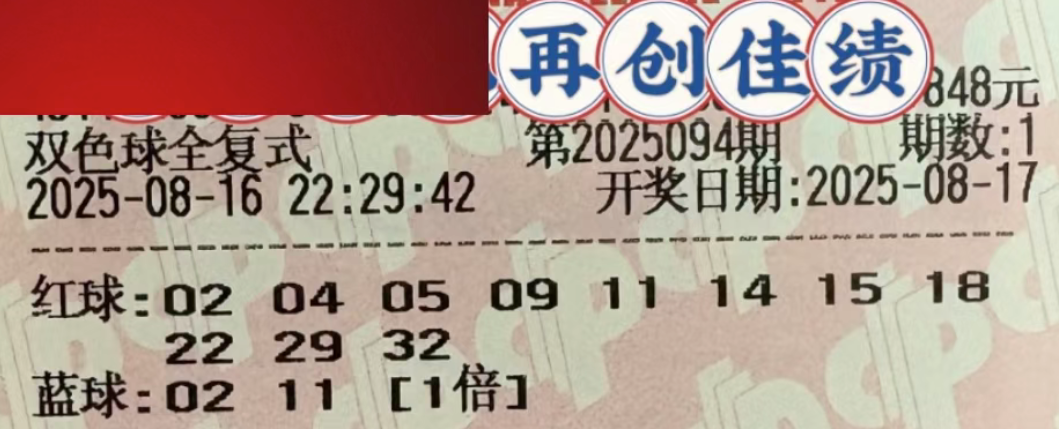 再创佳绩
848元
双色球全复式 第2025094期 期数:1
2025-08-16 22:29:42 开奖日期:2025-08-17
红球:02 04 05 09 11 14 15 18
22 29 32
蓝球:02 11 [1倍]